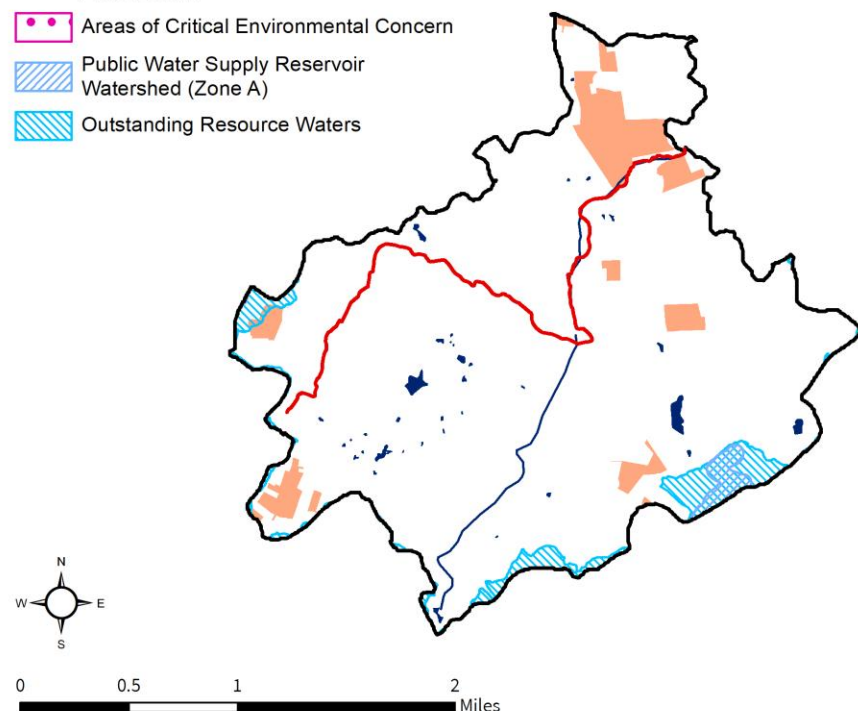 Areas of Critical Environmental Concern
Public Water Supply Reservoir
Watershed (Zone A)
Outstanding Resource Waters
N
W E
S
0 0.5 1 2
Miles